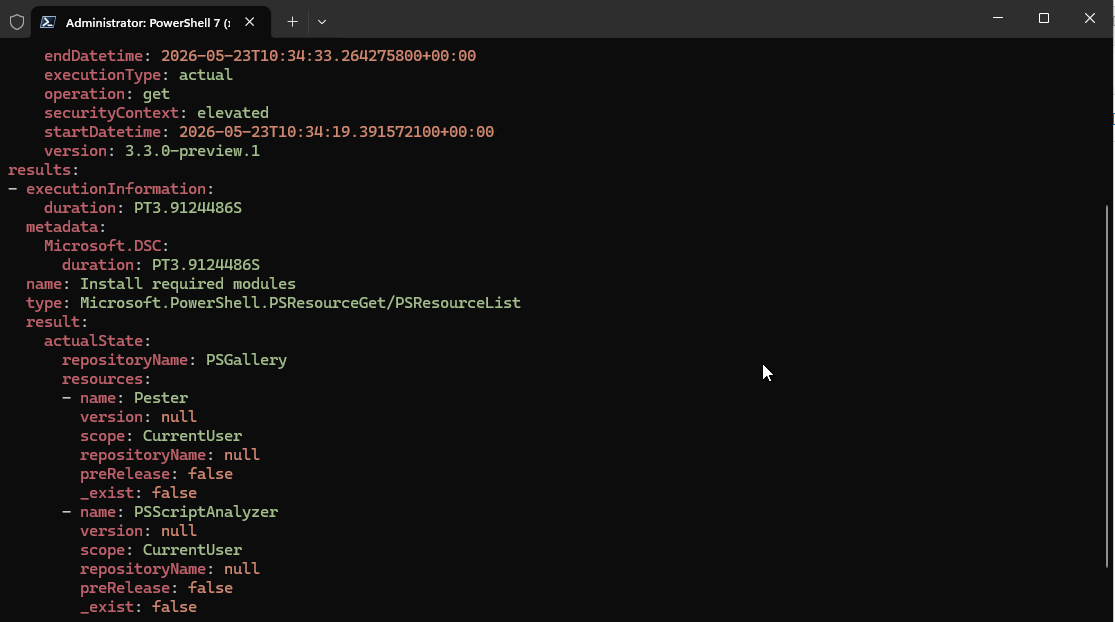 Administrator: PowerShell 7 (x
endDatetime: 2026-05-23T10:34:33.264275800+00:00
executionType: actual
operation: get
securityContext: elevated
startDatetime: 2026-05-23T10:34:19.391572100+00:00
version: 3.3.0-preview.1
results:
- executionInformation:
duration: PT3.9124486S
metadata:
Microsoft.DSC:
duration: PT3.9124486S
name: Install required modules
type: Microsoft.PowerShell.PSResourceGet/PSResourceList
result:
actualState:
repositoryName: PSGallery
resources:
- name: Pester
version: null
scope: CurrentUser
repositoryName: null
preRelease: false
_exist: false
- name: PSScriptAnalyzer
version: null
scope: CurrentUser
repositoryName: null
preRelease: false
_exist: false